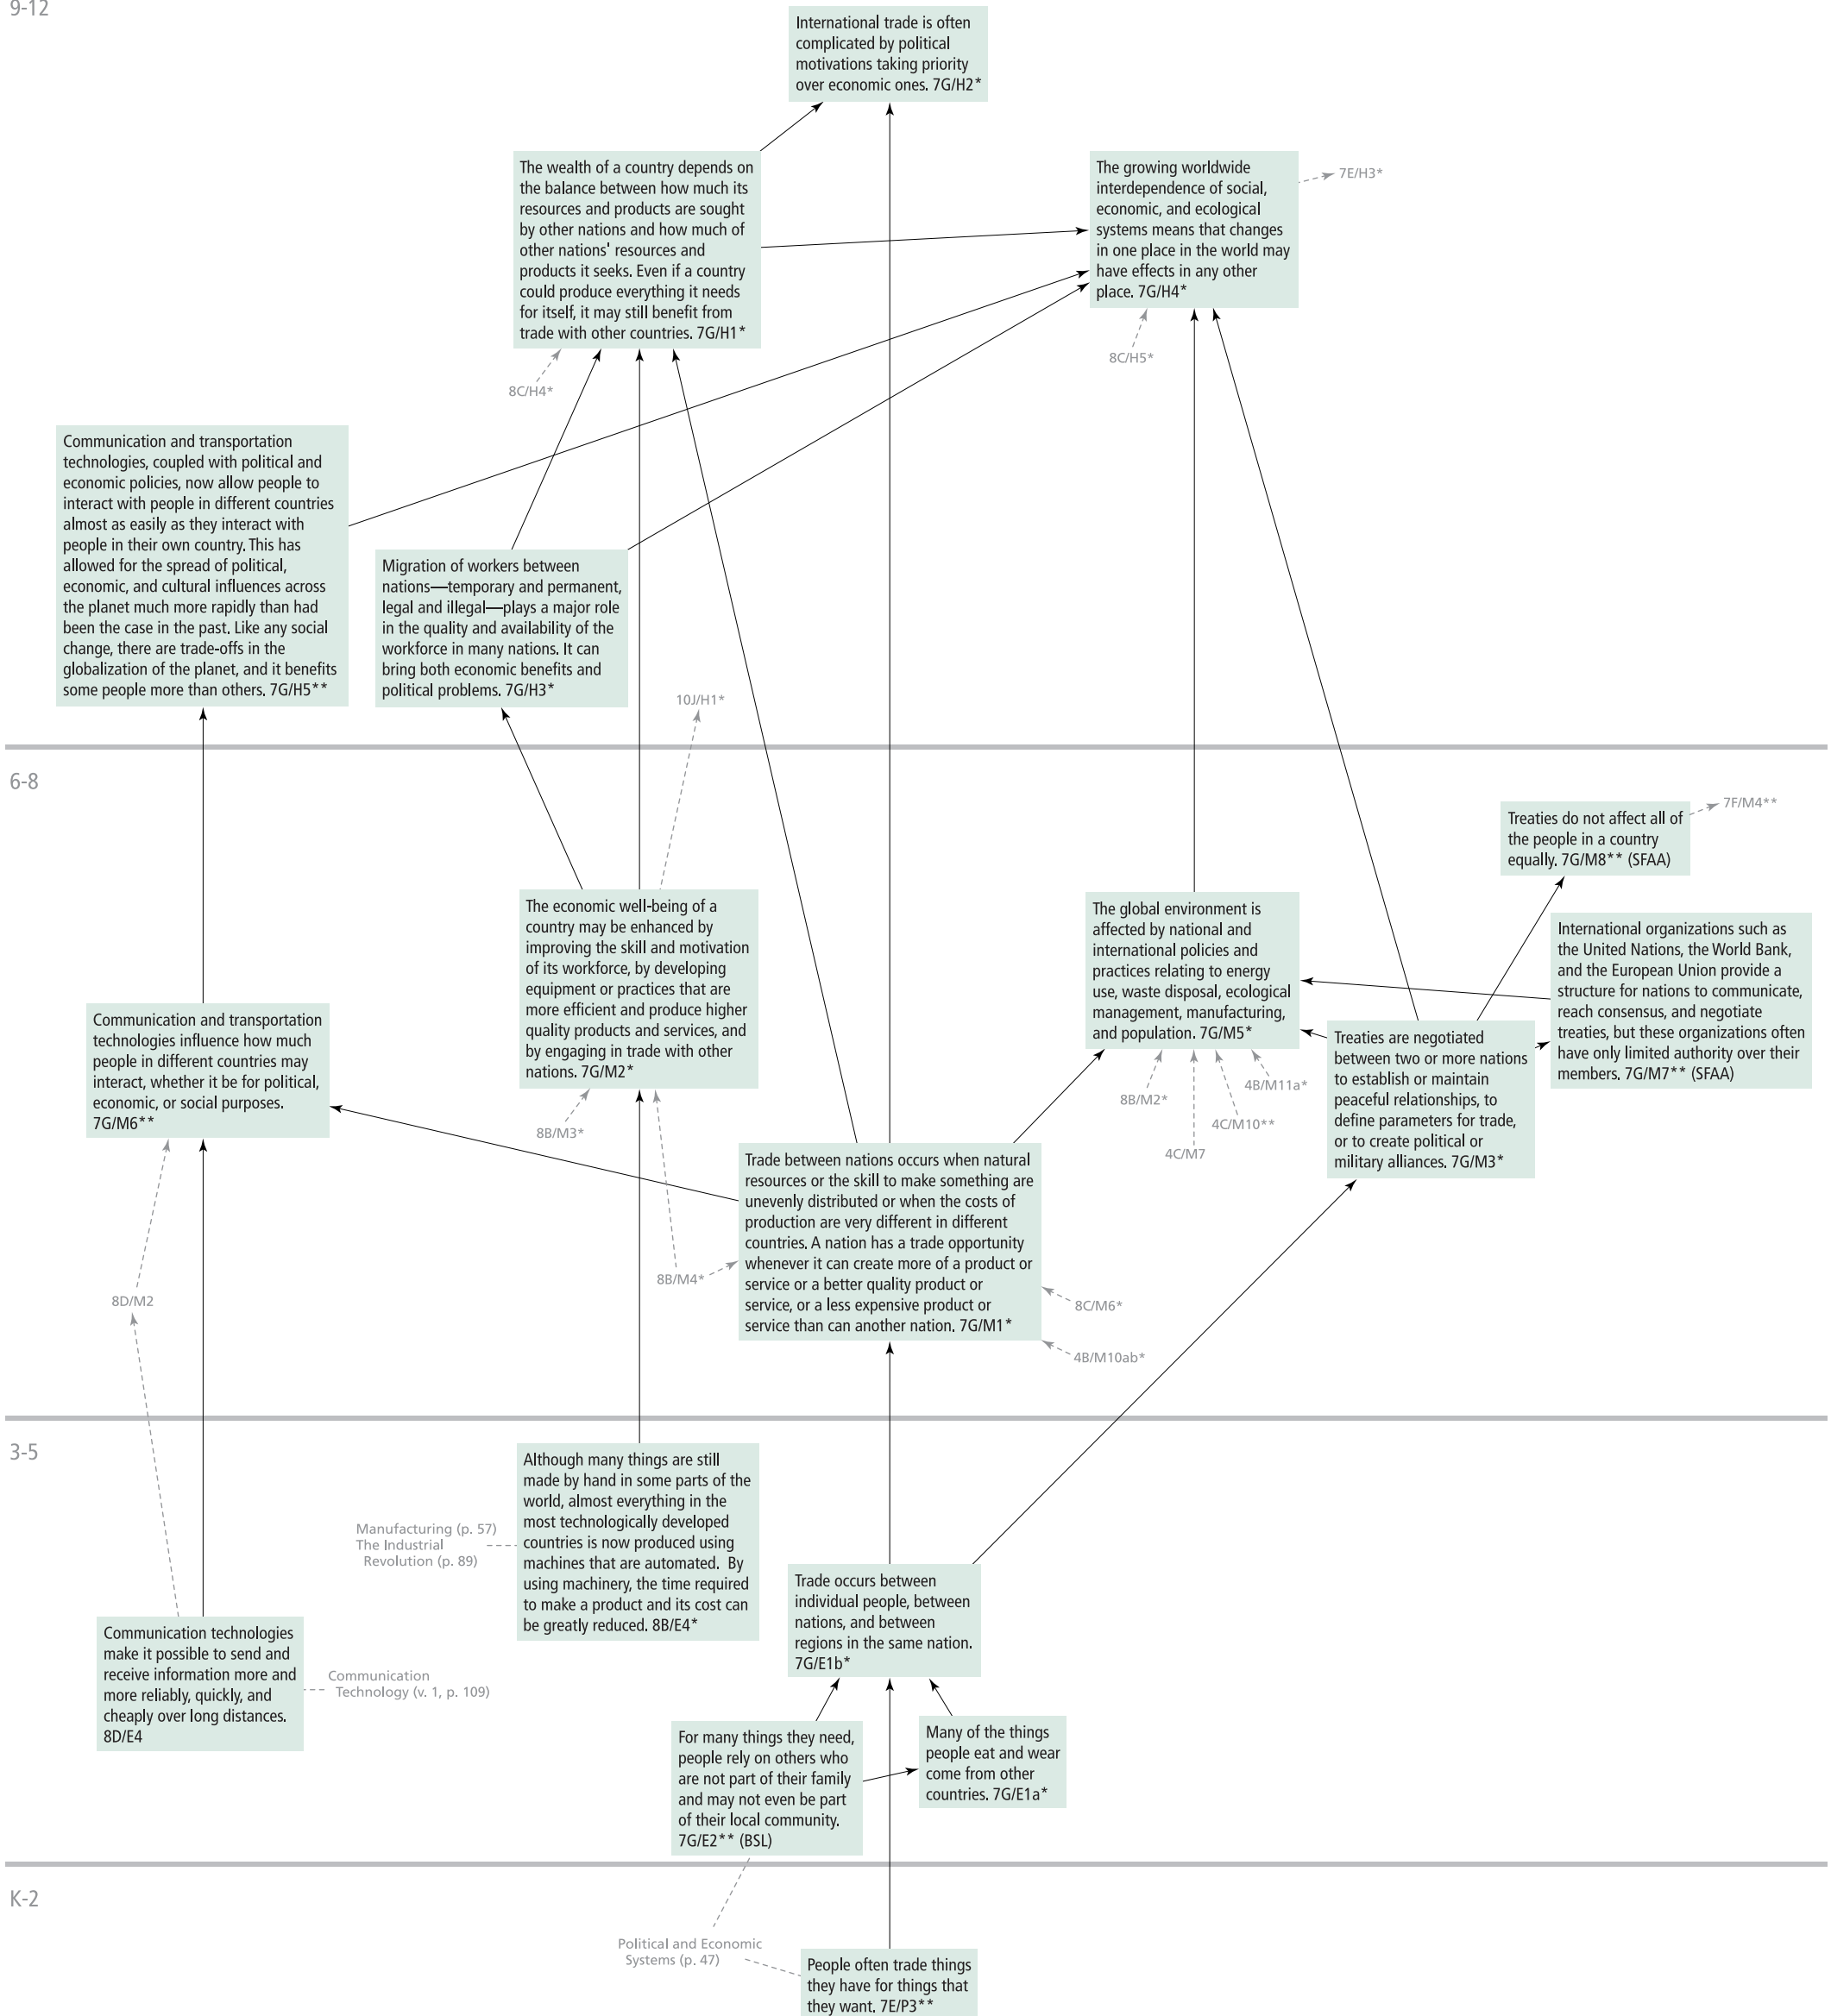 9-12
International trade is often
complicated by political
motivations taking priority
over economic ones. 7G/H2*
The wealth of a country depends on
the balance between how much its
resources and products are sought
by other nations and how much of
other nations' resources and
products it seeks. Even if a country
could produce everything it needs
for itself, it may still benefit from
trade with other countries. 7G/H1*
The growing worldwide
interdependence of social,
economic, and ecological
systems means that changes
in one place in the world may
have effects in any other
place. 7G/H4*
7E/H3*
8C/H4*
8C/H5*
Communication and transportation
technologies, coupled with political and
economic policies, now allow people to
interact with people in different countries
almost as easily as they interact with
people in their own country. This has
allowed for the spread of political,
economic, and cultural influences across
the planet much more rapidly than had
been the case in the past. Like any social
change, there are trade-offs in the
globalization of the planet, and it benefits
some people more than others. 7G/H5**
Migration of workers between
nations—temporary and permanent,
legal and illegal—plays a major role
in the quality and availability of the
workforce in many nations. It can
bring both economic benefits and
political problems. 7G/H3*
10J/H1*
6-8
Treaties do not affect all of
the people in a country
equally. 7G/M8** (SFAA)
7F/M4**
The economic well-being of a
country may be enhanced by
improving the skill and motivation
of its workforce, by developing
equipment or practices that are
more efficient and produce higher
quality products and services, and
by engaging in trade with other
nations. 7G/M2*
The global environment is
affected by national and
international policies and
practices relating to energy
use, waste disposal, ecological
management, manufacturing,
and population. 7G/M5*
International organizations such as
the United Nations, the World Bank,
and the European Union provide a
structure for nations to communicate,
reach consensus, and negotiate
treaties, but these organizations often
have only limited authority over their
members. 7G/M7** (SFAA)
Communication and transportation
technologies influence how much
people in different countries may
interact, whether it be for political,
economic, or social purposes.
7G/M6**
Treaties are negotiated
between two or more nations
to establish or maintain
peaceful relationships, to
define parameters for trade,
or to create political or
military alliances. 7G/M3*
8B/M3*
8B/M2*
4B/M11a*
4C/M10**
4C/M7
Trade between nations occurs when natural
resources or the skill to make something are
unevenly distributed or when the costs of
production are very different in different
countries. A nation has a trade opportunity
whenever it can create more of a product or
service or a better quality product or
service, or a less expensive product or
service than can another nation. 7G/M1*
8B/M4*
8D/M2
8C/M6*
4B/M10ab*
3-5
Although many things are still
made by hand in some parts of the
world, almost everything in the
most technologically developed
countries is now produced using
machines that are automated. By
using machinery, the time required
to make a product and its cost can
be greatly reduced. 8B/E4*
Manufacturing (p. 57)
The Industrial
Revolution (p. 89)
Trade occurs between
individual people, between
nations, and between
regions in the same nation.
7G/E1b*
Communication technologies
make it possible to send and
receive information more and
more reliably, quickly, and
cheaply over long distances.
8D/E4
Communication
Technology (v. 1, p. 109)
For many things they need,
people rely on others who
are not part of their family
and may not even be part
of their local community.
7G/E2** (BSL)
Many of the things
people eat and wear
come from other
countries. 7G/E1a*
K-2
Political and Economic
Systems (p. 47)
People often trade things
they have for things that
they want. 7E/P3**